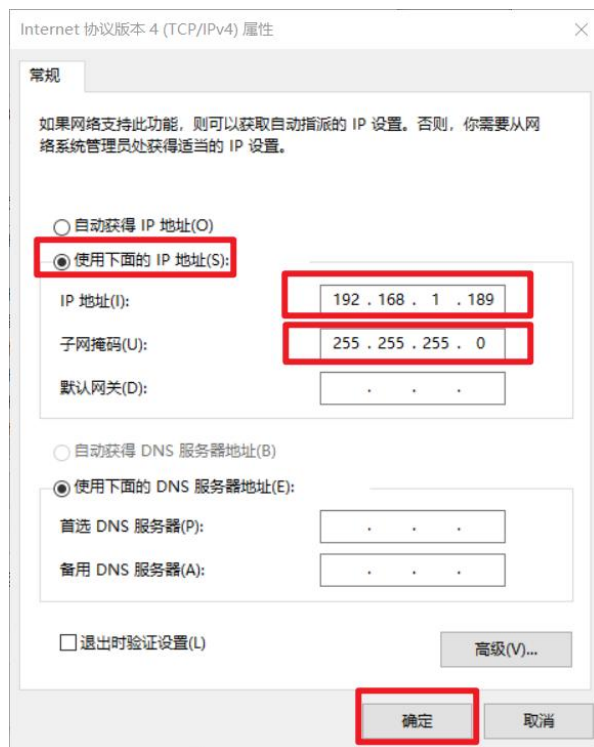 Internet 协议版本 4 (TCP/IPv4) 属性
常规
如果网络支持此功能，则可以获取自动指派的 IP 设置。否则，你需要从网
络系统管理员处获得适当的 IP 设置。
自动获得 IP 地址(O)
使用下面的 IP 地址(S):
IP 地址(I): 192 . 168 . 1 . 189
子网掩码(U): 255 . 255 . 255 . 0
默认网关(D): . . .
自动获得 DNS 服务器地址(B)
使用下面的 DNS 服务器地址(E):
首选 DNS 服务器(P): . . .
备用 DNS 服务器(A): . . .
退出时验证设置(L)
高级(V)...
确定 取消